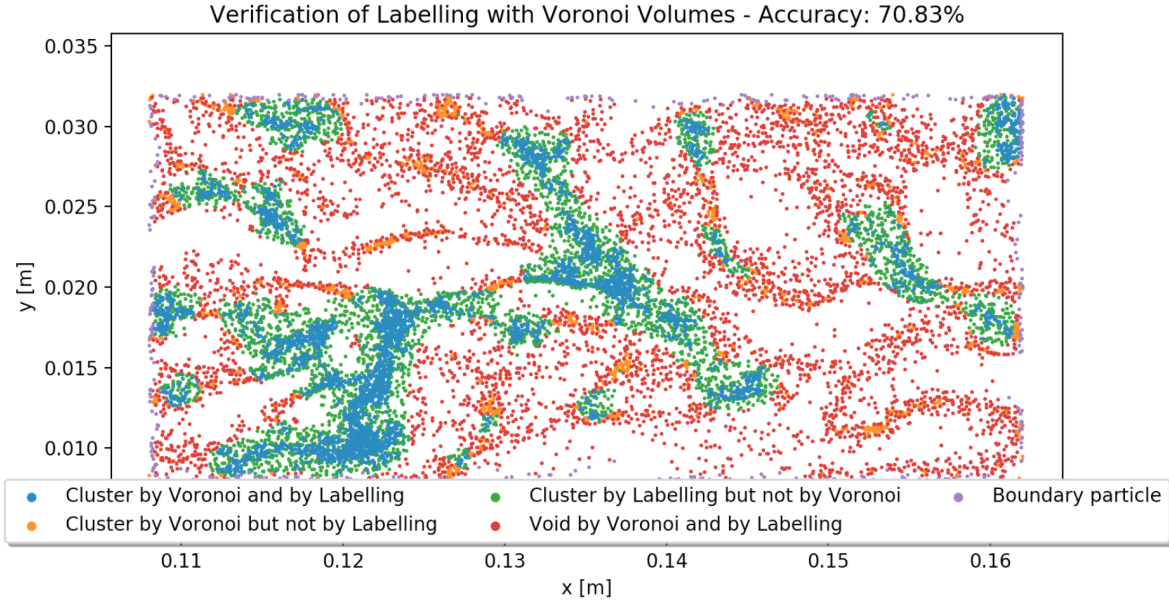 Verification of Labelling with Voronoi Volumes - Accuracy: 70.83%
0.035
0.030
0.025
0.020
0.015
0.010
y [m]
Cluster by Voronoi and by Labelling
Cluster by Voronoi but not by Labelling
Cluster by Labelling but not by Voronoi
Void by Voronoi and by Labelling
Boundary particle
0.11 0.12 0.13 0.14 0.15 0.16
x [m]